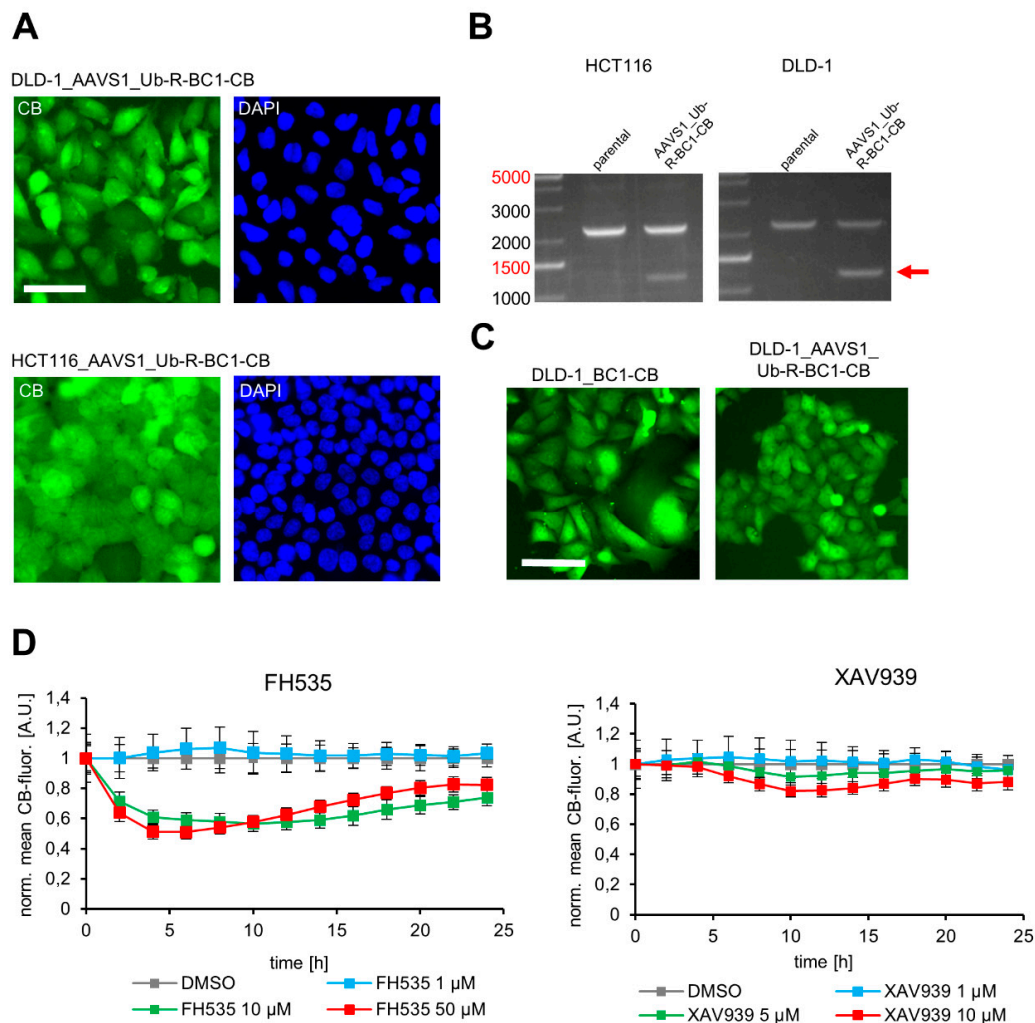 A
DLD-1_AAVS1_Ub-R-BC1-CB
CB
DAPI
HCT116_AAVS1_Ub-R-BC1-CB
CB
DAPI
B
HCT116
DLD-1
parental
AAVS1_Ub-
R-BC1-CB
parental
AAVS1_Ub-
R-BC1-CB
5000
3000
2000
1500
1000
C
DLD-1_BC1-CB
DLD-1_AAVS1_
Ub-R-BC1-CB
D
FH535
norm. mean CB-fluor. [A.U.]
1,4
1,2
1
0,8
0,6
0,4
0,2
0
0 5 10 15 20 25
time [h]
DMSO
FH535 1 µM
FH535 10 µM
FH535 50 µM
XAV939
norm. mean CB-fluor. [A.U.]
1,4
1,2
1
0,8
0,6
0,4
0,2
0
0 5 10 15 20 25
time [h]
DMSO
XAV939 1 µM
XAV939 5 µM
XAV939 10 µM